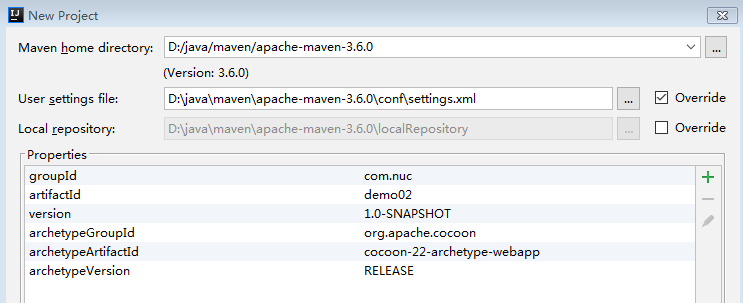 New Project
Maven home directory: D:/java/maven/apache-maven-3.6.0 ...
(Version: 3.6.0)
User settings file: D:\java\maven\apache-maven-3.6.0\conf\settings.xml ... Override
Local repository: D:\java\maven\apache-maven-3.6.0\localRepository ... Override
Properties
groupId com.nuc
artifactId demo02
version 1.0-SNAPSHOT
archetypeGroupId org.apache.cocoon
archetypeArtifactId cocoon-22-archetype-webapp
archetypeVersion RELEASE